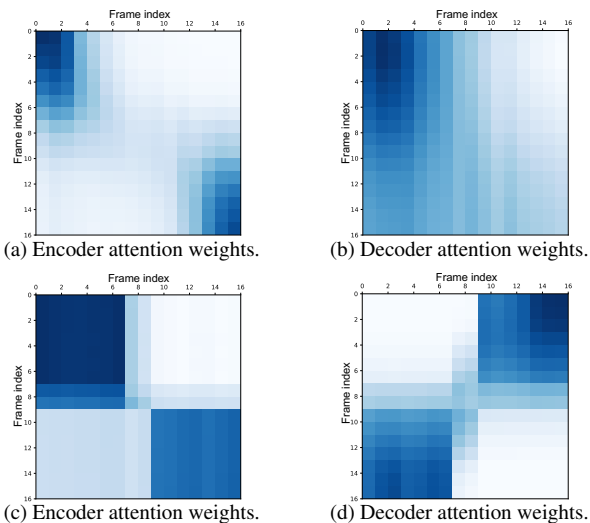 Frame index
0 2 4 6 8 10 12 14 16
Frame index
0
2
4
6
8
10
12
14
16
(a) Encoder attention weights.
Frame index
0 2 4 6 8 10 12 14 16
Frame index
0
2
4
6
8
10
12
14
16
(b) Decoder attention weights.
Frame index
0 2 4 6 8 10 12 14 16
Frame index
0
2
4
6
8
10
12
14
16
(c) Encoder attention weights.
Frame index
0 2 4 6 8 10 12 14 16
Frame index
0
2
4
6
8
10
12
14
16
(d) Decoder attention weights.